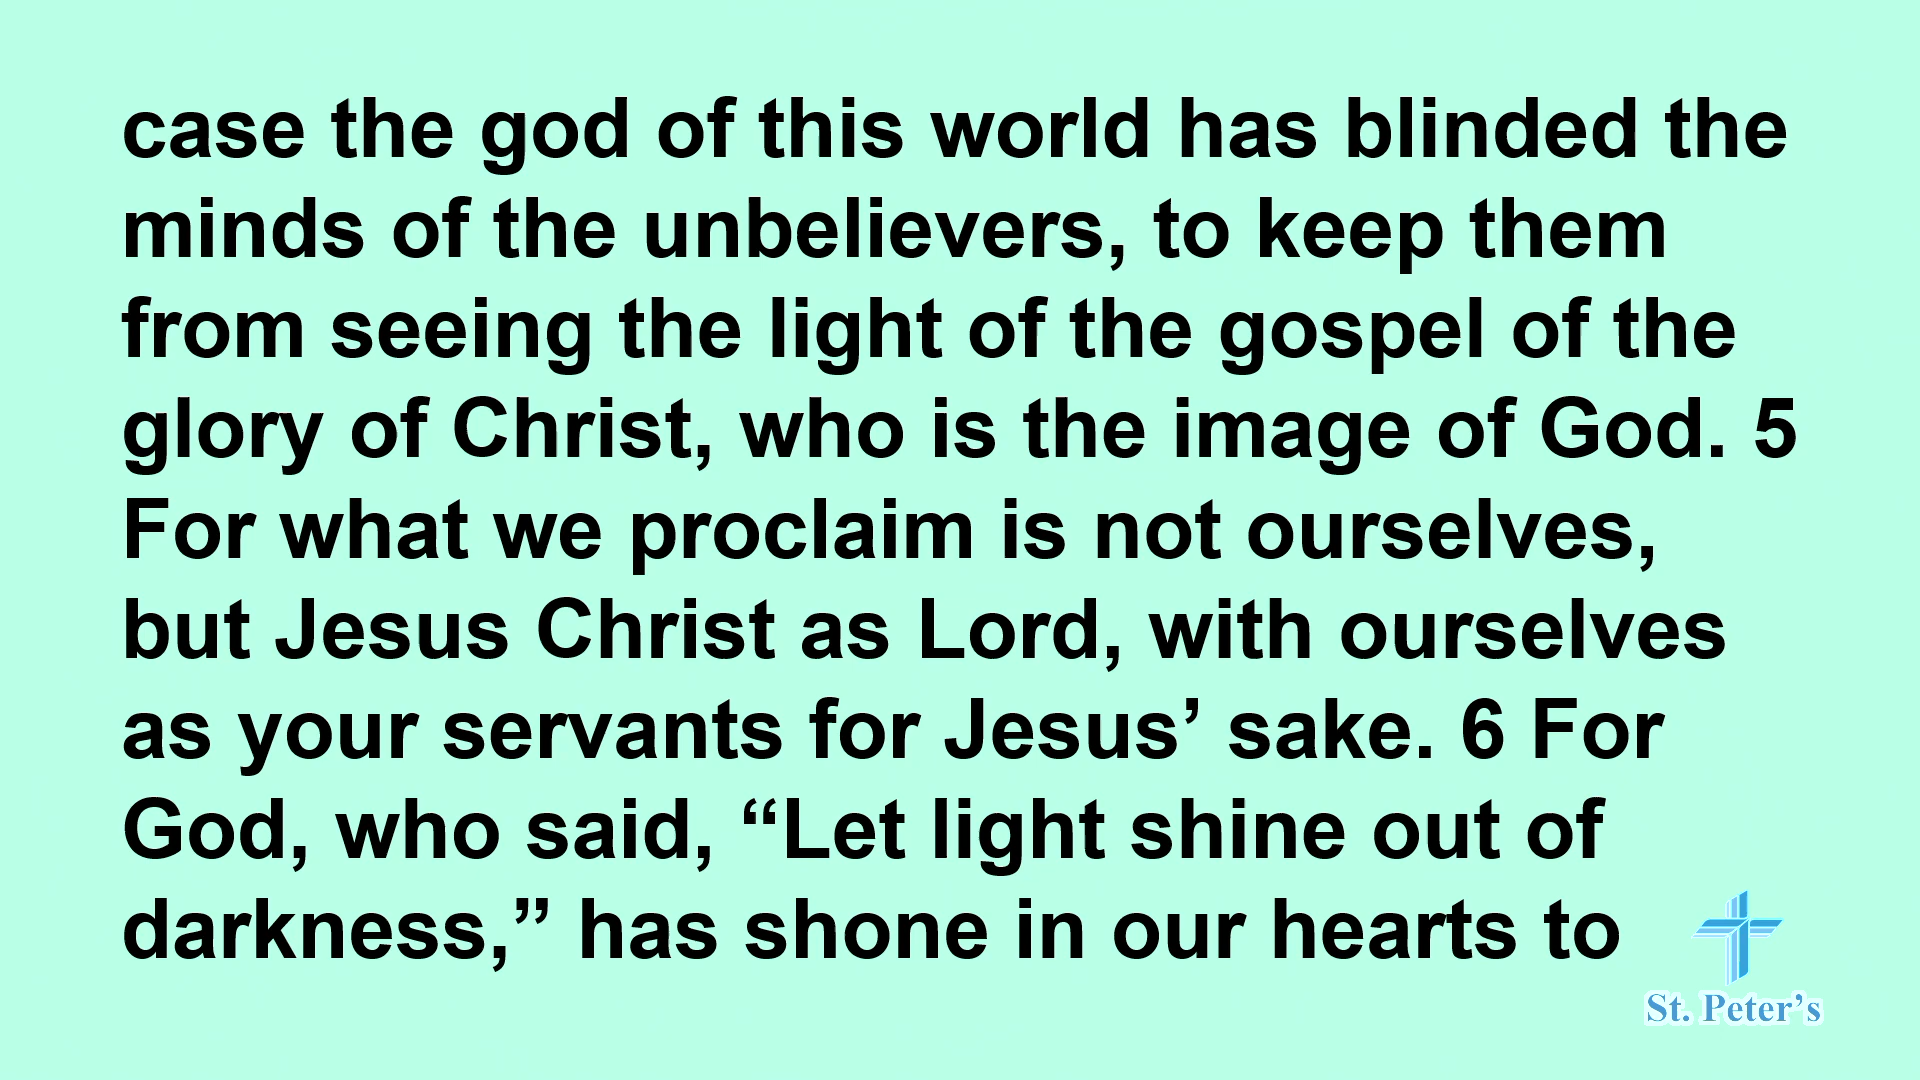 case the god of this world has blinded the
minds of the unbelievers, to keep them
from seeing the light of the gospel of the
glory of Christ, who is the image of God. 5
For what we proclaim is not ourselves,
but Jesus Christ as Lord, with ourselves
as your servants for Jesus’ sake. 6 For
God, who said, “Let light shine out of
darkness,” has shone in our hearts to
St. Peter’s